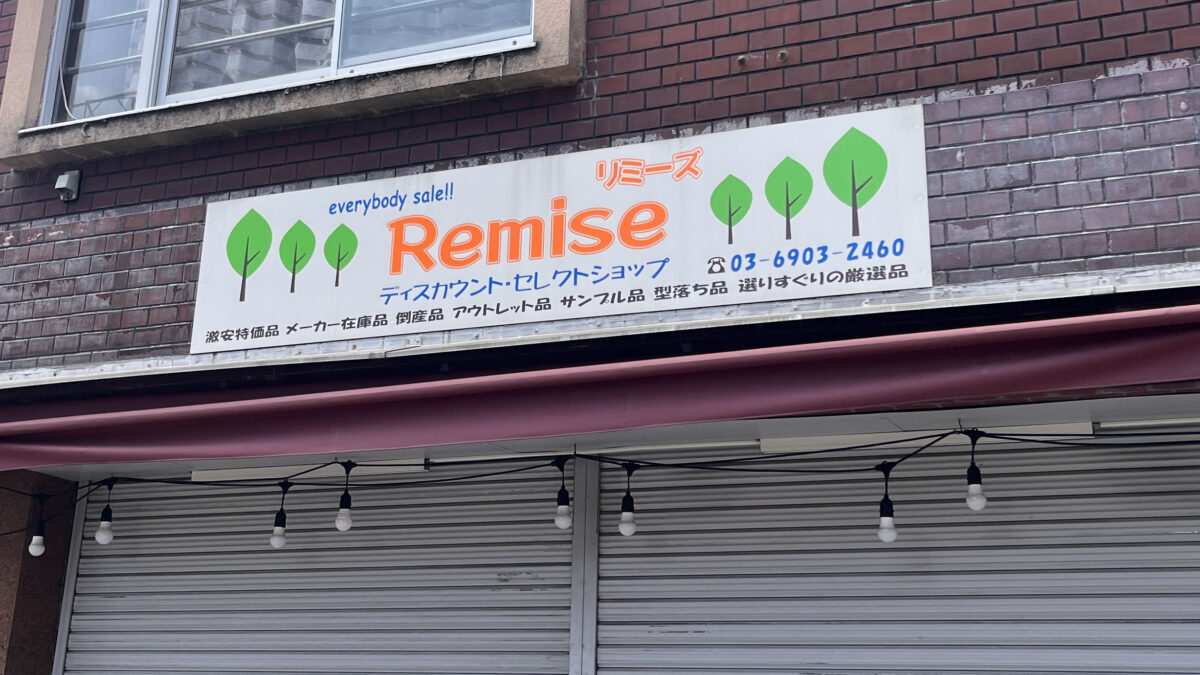 リミーズ
everybody sale!!
Remise
ディスカウント・セレクトショップ
☎03-6903-2460
激安特価品 メーカー在庫品 倒産品 アウトレット品 サンプル品 型落ち品 選りすぐりの厳選品